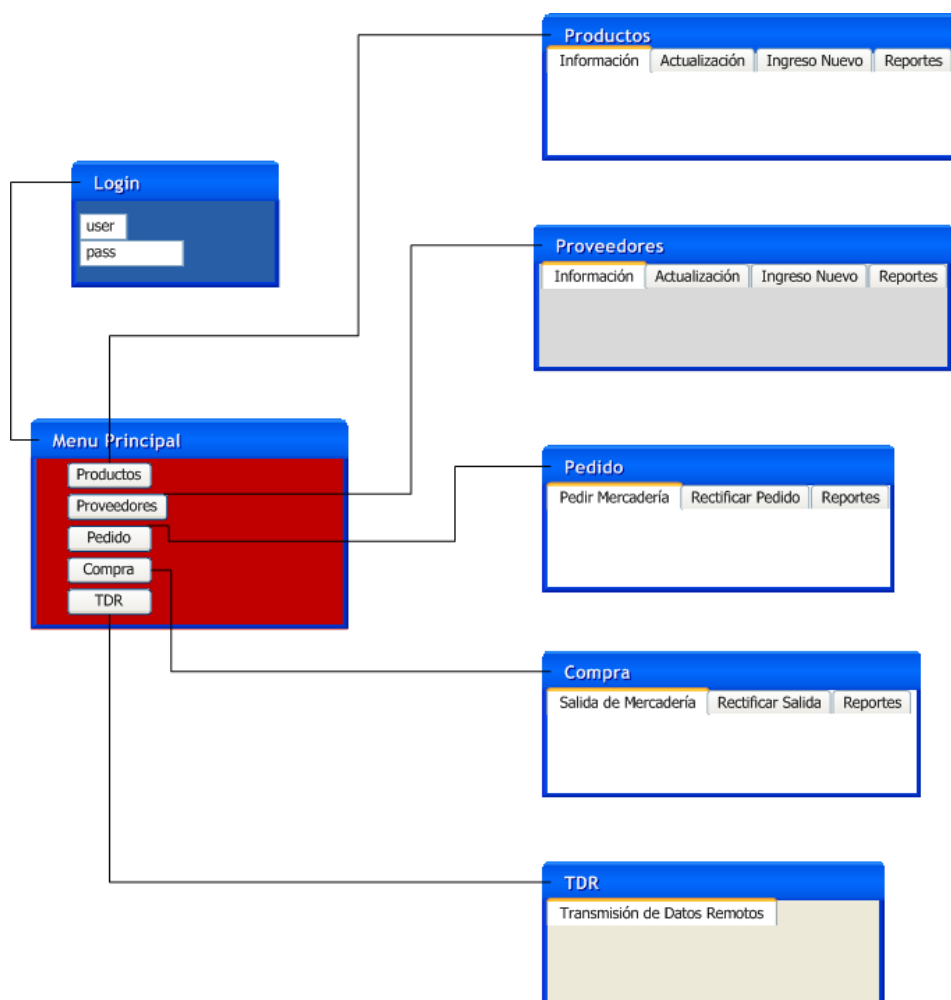 Productos
Información Actualización Ingreso Nuevo Reportes
Login
user
pass
Proveedores
Información Actualización Ingreso Nuevo Reportes
Menu Principal
Productos
Proveedores
Pedido
Compra
TDR
Pedido
Pedir Mercadería Rectificar Pedido Reportes
Compra
Salida de Mercadería Rectificar Salida Reportes
TDR
Transmisión de Datos Remotos